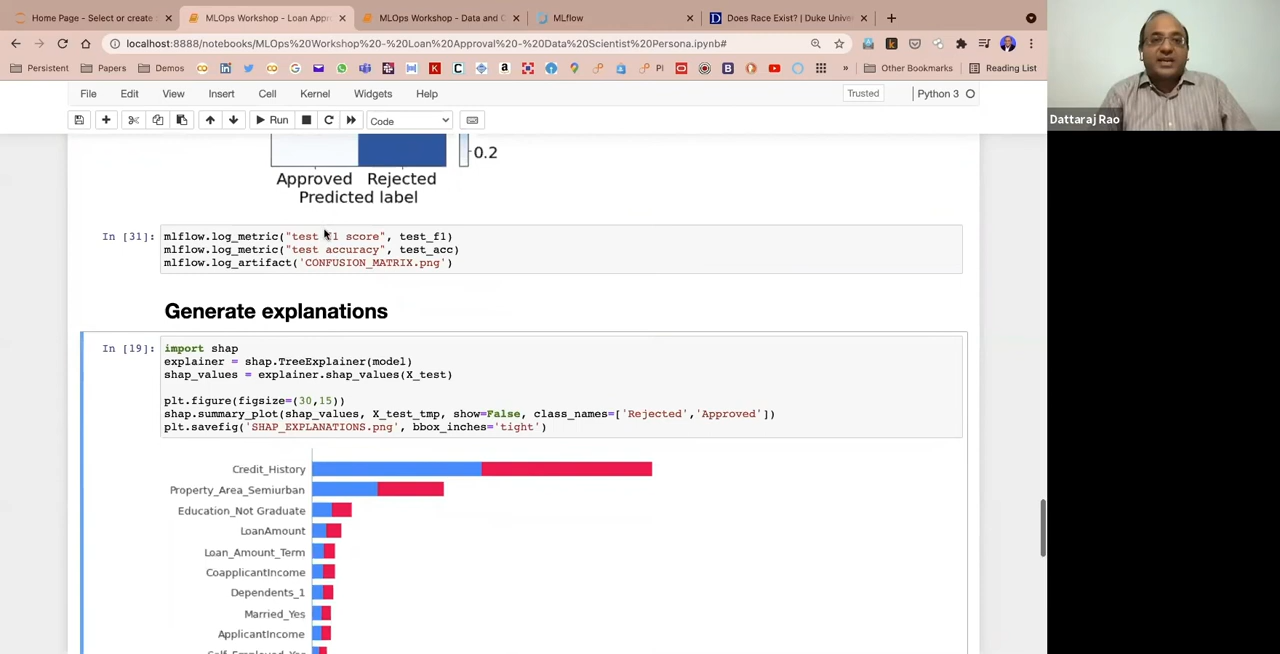 Home Page - Select or create
MLOps Workshop - Loan Appr
MLOps Workshop - Data and C
MLflow
Does Race Exist? | Duke Univer
localhost:8888/notebooks/MLOps%20Workshop%20-%20Loan%20Approval%20-%20Data%20Scientist%20Persona.ipynb#
Persistent Papers Demos PI » Other Bookmarks Reading List
File Edit View Insert Cell Kernel Widgets Help Trusted Python 3
Run Code
0.2
Approved Rejected
Predicted label
In [31]: mlflow.log_metric("test f1 score", test_f1)
mlflow.log_metric("test accuracy", test_acc)
mlflow.log_artifact('CONFUSION_MATRIX.png')
Generate explanations
In [19]: import shap
explainer = shap.TreeExplainer(model)
shap_values = explainer.shap_values(X_test)
plt.figure(figsize=(30,15))
shap.summary_plot(shap_values, X_test_tmp, show=False, class_names=['Rejected','Approved'])
plt.savefig('SHAP_EXPLANATIONS.png', bbox_inches='tight')
Credit_History
Property_Area_Semiurban
Education_Not Graduate
LoanAmount
Loan_Amount_Term
CoapplicantIncome
Dependents_1
Married_Yes
ApplicantIncome
Self_Employed_Yes
Dattaraj Rao